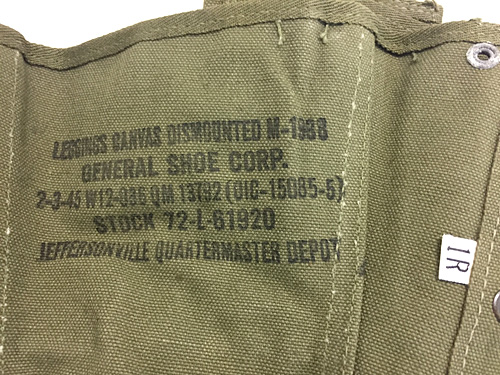 LEGGINGS CANVAS DISMOUNTED M-1938
GENERAL SHOE CORP.
2-3-45 W12-036 QM 13792 (OIC-15085-5)
STOCK 72-L-61920
JEFFERSONVILLE QUARTERMASTER DEPOT
1R